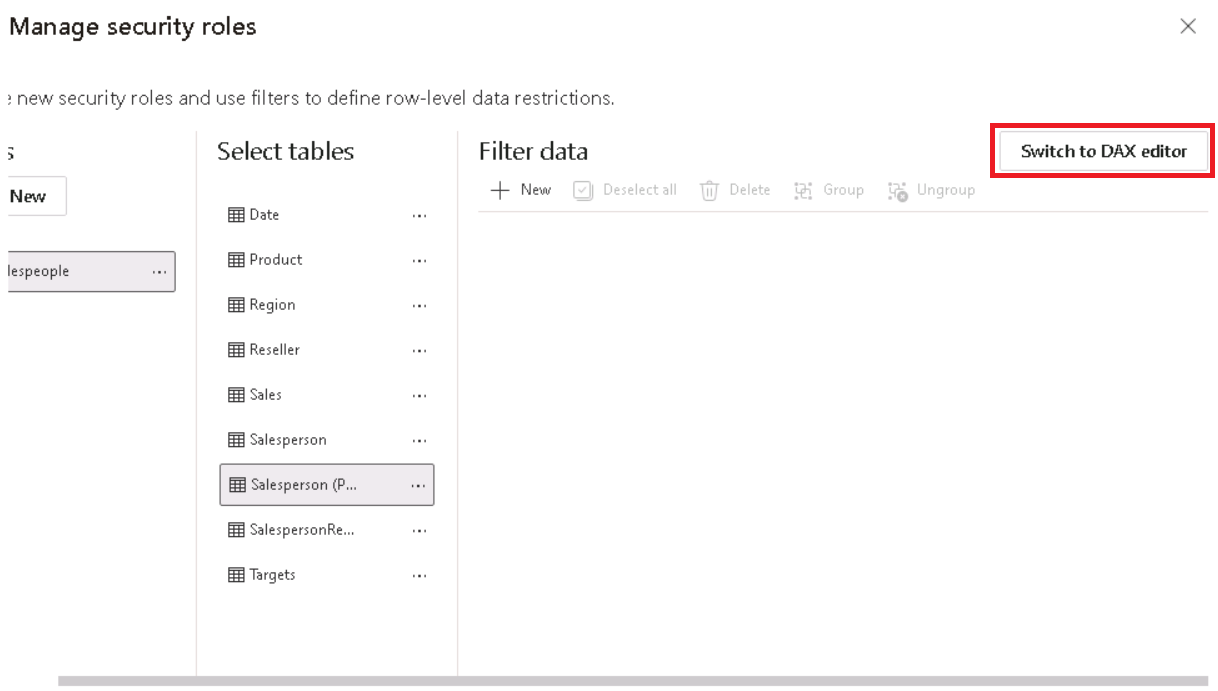 Manage security roles
e new security roles and use filters to define row-level data restrictions.
s
New
lespeople
Select tables
Date
Product
Region
Reseller
Sales
Salesperson
Salesperson (P...
SalespersonRe...
Targets
Filter data
Switch to DAX editor
New Deselect all Delete Group Ungroup